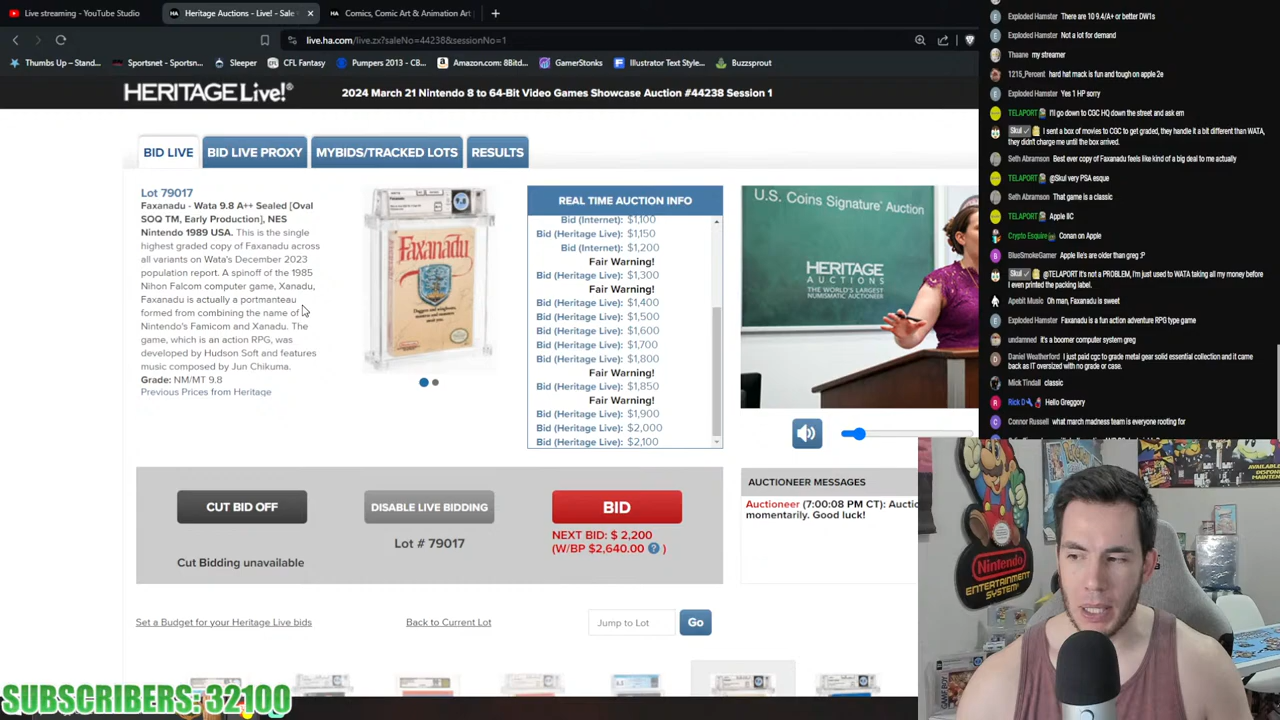 Live streaming - YouTube Studio
Heritage Auctions - Live! - Sale
Comics, Comic Art & Animation Art
live.ha.com/live.zx?saleNo=44238&sessionNo=1
Thumbs Up – Stand...
Sportsnet - Sportsne...
Sleeper
CFL Fantasy
Pumpers 2013 - CB...
Amazon.com: 8Bitd...
GamerStonks
Illustrator Text Style...
Buzzsprout
HERITAGE Live!®
2024 March 21 Nintendo 8 to 64-Bit Video Games Showcase Auction #44238 Session 1
BID LIVE
BID LIVE PROXY
MYBIDS/TRACKED LOTS
RESULTS
Lot 79017
Faxanadu - Wata 9.8 A++ Sealed [Oval
SOQ TM, Early Production], NES
Nintendo 1989 USA. This is the single
highest graded copy of Faxanadu across
all variants on Wata's December 2023
population report. A spinoff of the 1985
Nihon Falcom computer game, Xanadu,
Faxanadu is actually a portmanteau
formed from combining the name of
Nintendo's Famicom and Xanadu. The
game, which is an action RPG, was
developed by Hudson Soft and features
music composed by Jun Chikuma.
Grade: NM/MT 9.8
Previous Prices from Heritage
9.8
Faxanadu
REAL TIME AUCTION INFO
Bid (Internet): $1,100
Bid (Heritage Live): $1,150
Bid (Internet): $1,200
Fair Warning!
Bid (Heritage Live): $1,300
Fair Warning!
Bid (Heritage Live): $1,400
Bid (Heritage Live): $1,500
Bid (Heritage Live): $1,600
Bid (Heritage Live): $1,700
Bid (Heritage Live): $1,800
Fair Warning!
Bid (Heritage Live): $1,850
Fair Warning!
Bid (Heritage Live): $1,900
Bid (Heritage Live): $2,000
Bid (Heritage Live): $2,100
U.S. Coins Signature® Auction
HERITAGE
AUCTIONS
THE WORLD'S LARGEST
NUMISMATIC AUCTIONEER
CUT BID OFF
Cut Bidding unavailable
DISABLE LIVE BIDDING
Lot # 79017
BID
NEXT BID: $ 2,200
(W/BP $2,640.00 ? )
AUCTIONEER MESSAGES
Auctioneer (7:00:08 PM CT): Auctio
momentarily. Good luck!
Set a Budget for your Heritage Live bids
Back to Current Lot
Jump to Lot
Go
SUBSCRIBERS: 32100
Exploded Hamster There are 10 9.4/A+ or better DW1s
Exploded Hamster Not a lot for demand
Thaane my streamer
1215_Percent hard hat mack is fun and tough on apple 2e
Exploded Hamster Yes 1 HP sorry
TELAPORT I'll go down to CGC HQ down the street and ask em
Skul I sent a box of movies to CGC to get graded, they handle it a bit different than WATA,
they didn't charge me until the box arrived.
Seth Abramson Best ever copy of Faxanadu feels like kind of a big deal to me actually
TELAPORT @Skul very PSA esque
Seth Abramson That game is a classic
TELAPORT Apple IIC
Crypto Esquire Conan on Apple
BlueSmokeGamer Apple IIe's are older than greg :P
Skul @TELAPORT It's not a PROBLEM, I'm just used to WATA taking all my money before
I even printed the packing label.
Apebit Music Oh man, Faxanadu is sweet
Exploded Hamster Faxanadu is a fun action adventure RPG type game
undamned it's a boomer computer system greg
Daniel Weatherford I just paid cgc to grade metal gear solid essential collection and it came
back as IT oversized with no grade or case.
Mick Tindall classic
Rick D Hello Greggory
Connor Russell what march madness team is everyone rooting for
Nintendo
ENTERTAINMENT
SYSTEM